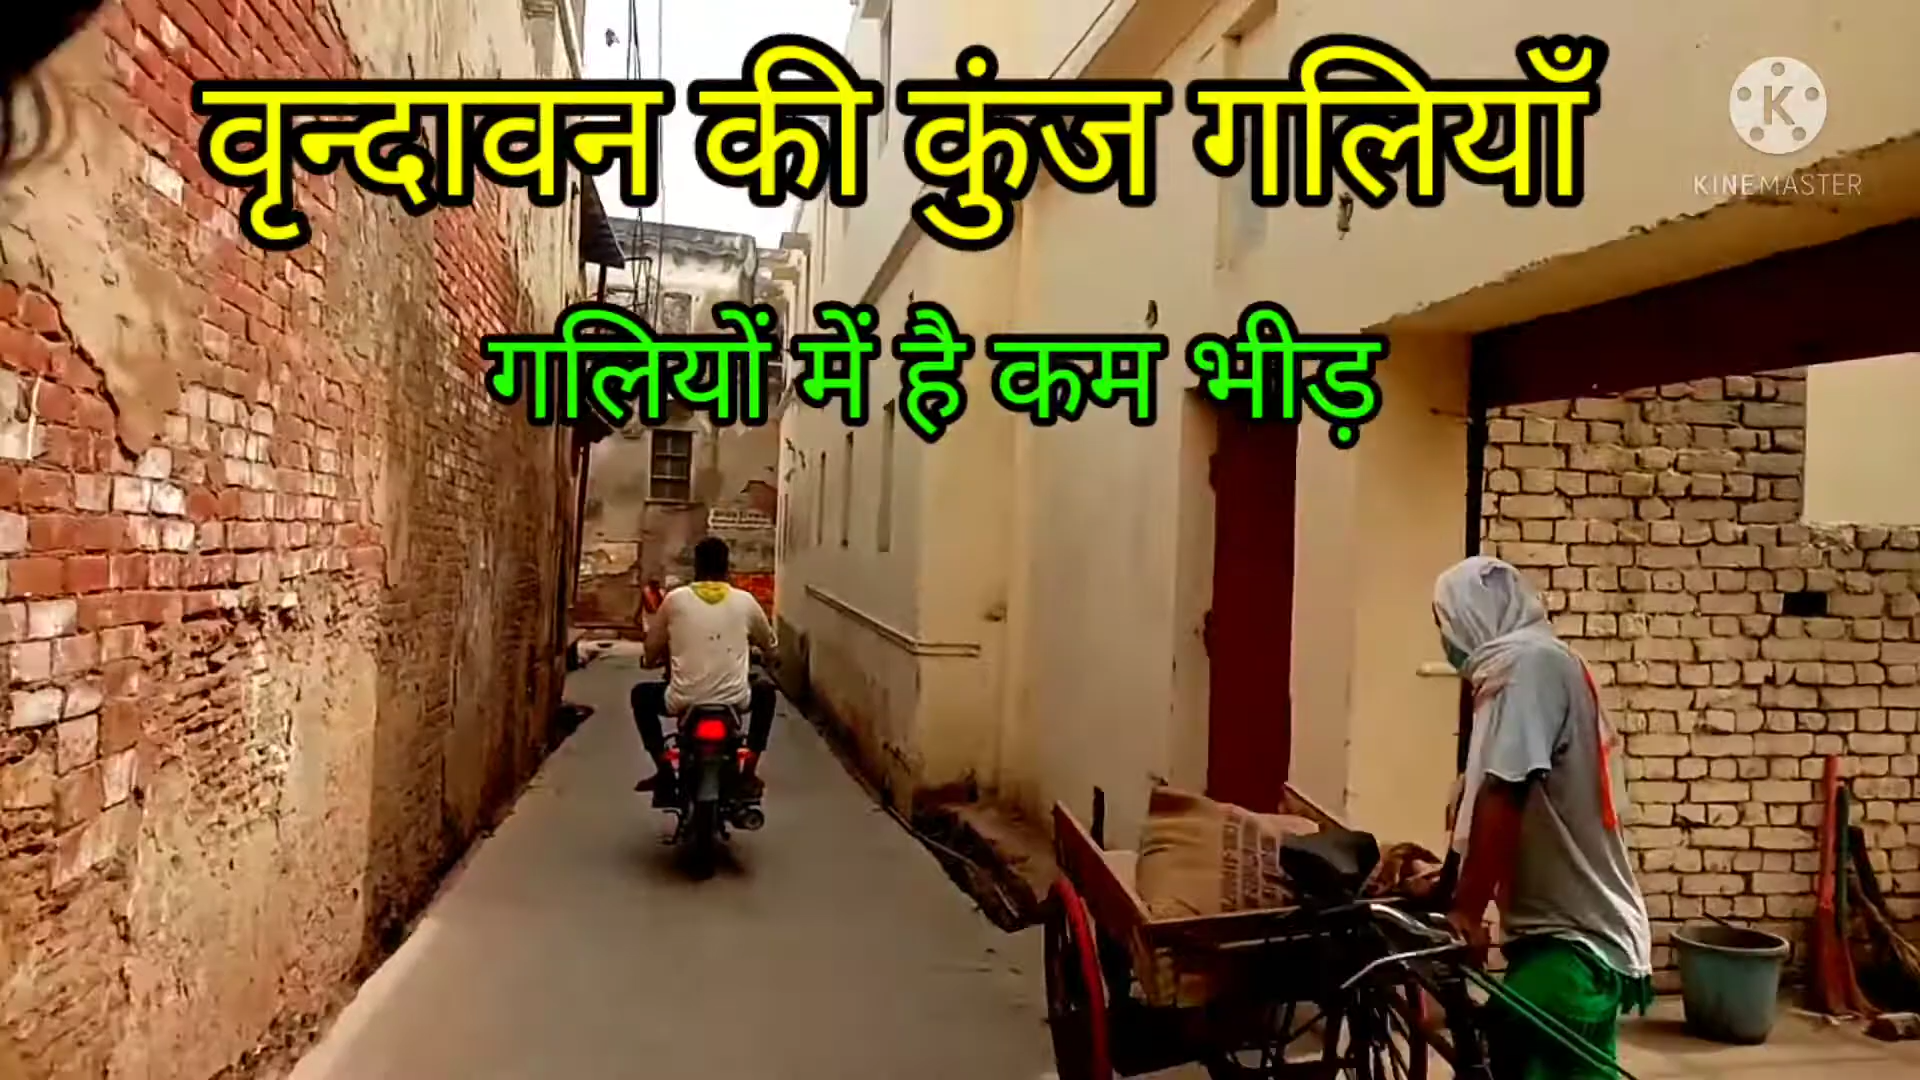 वृन्दावन की कुंज गलियाँ
K
KINEMASTER
गलियों में है कम भीड़